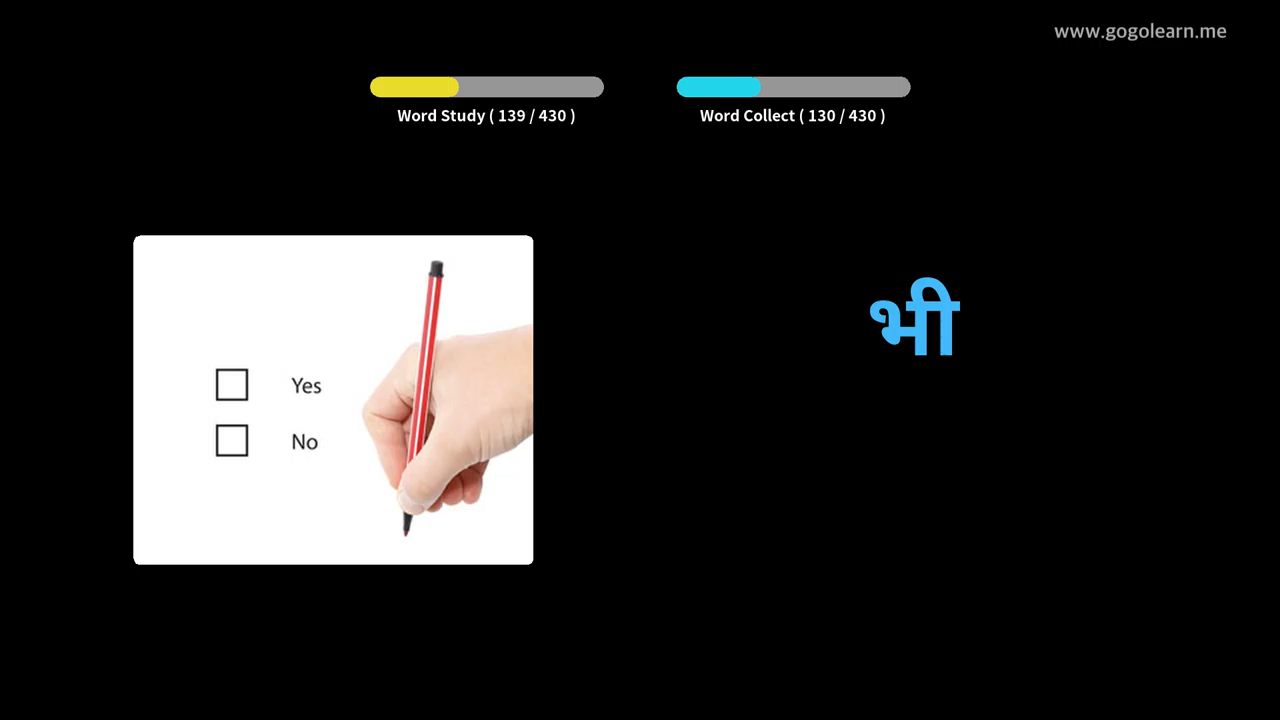 www.gogolearn.me
Word Study ( 139 / 430 )
Word Collect ( 130 / 430 )
भी
Yes
No